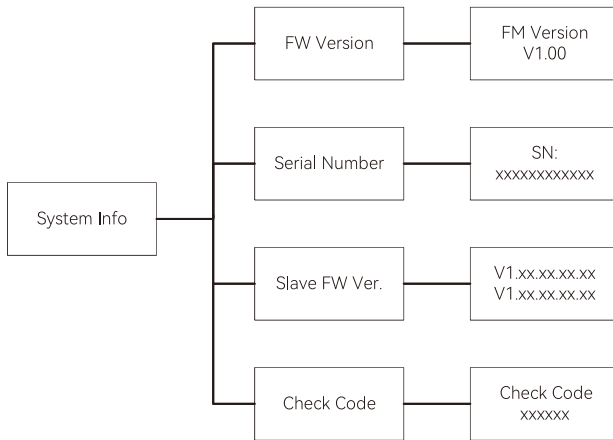 FW Version
FM Version
V1.00
Serial Number
SN:
xxxxxxxxxxxx
System Info
Slave FW Ver.
V1.xx.xx.xx.xx
V1.xx.xx.xx.xx
Check Code
Check Code
xxxxxx